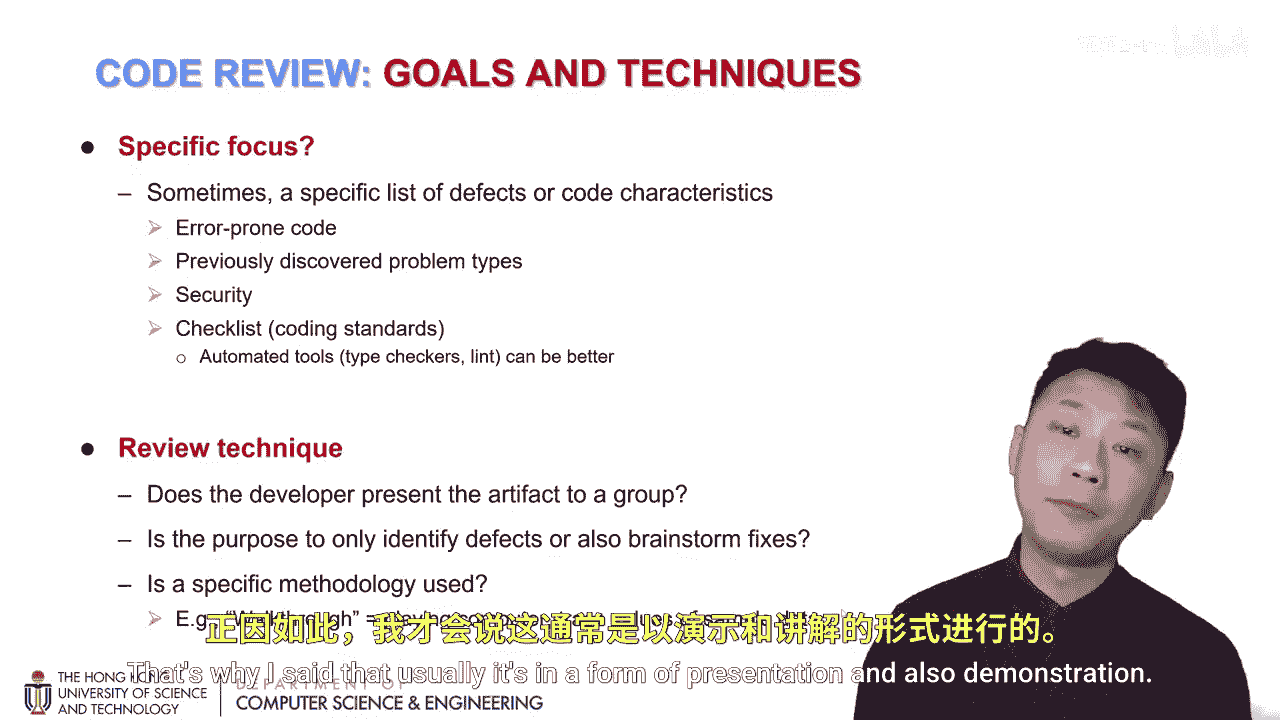 CODE REVIEW: GOALS AND TECHNIQUES
● Specific focus?
– Sometimes, a specific list of defects or code characteristics
➢ Error-prone code
➢ Previously discovered problem types
➢ Security
➢ Checklist (coding standards)
○ Automated tools (type checkers, lint) can be better
● Review technique
– Does the developer present the artifact to a group?
– Is the purpose to only identify defects or also brainstorm fixes?
– Is a specific methodology used?
➢ E.g.
正因如此，我才会说这通常是以演示和讲解的形式进行的。
That's why I said that usually it's in a form of presentation and also demonstration.
THE HONG KONG
UNIVERSITY OF SCIENCE
AND TECHNOLOGY
DEPARTMENT OF
COMPUTER SCIENCE & ENGINEERING